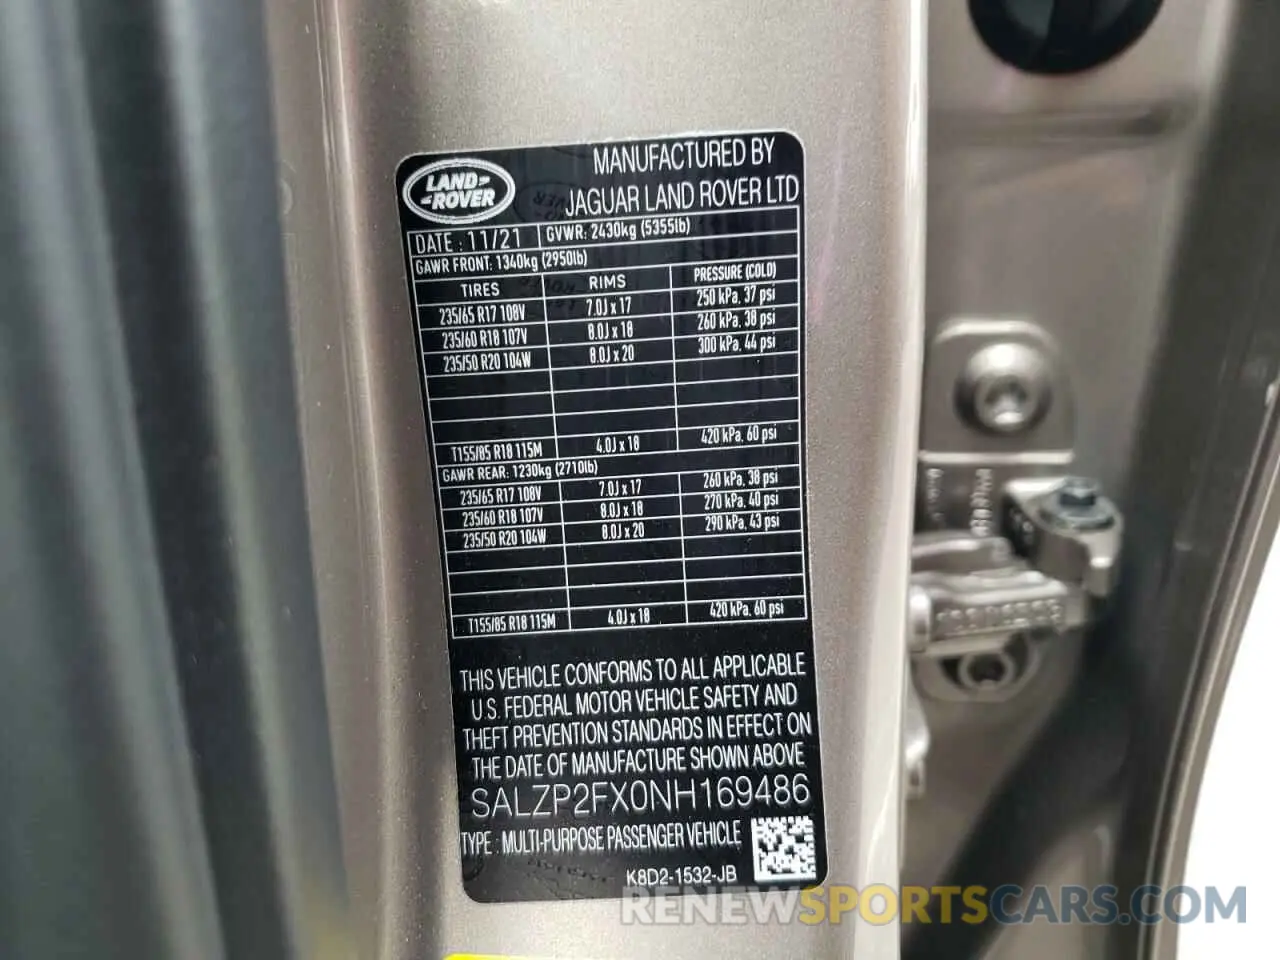 LAND-
-ROVER
MANUFACTURED BY
JAGUAR LAND ROVER LTD
DATE : 11/21 GVWR: 2430kg (5355lb)
GAWR FRONT: 1340kg (2950lb)
TIRES RIMS PRESSURE (COLD)
235/65 R17 108V 7.0J x 17 250 kPa, 37 psi
235/60 R18 107V 8.0J x 18 260 kPa, 38 psi
235/50 R20 104W 8.0J x 20 300 kPa, 44 psi
T155/85 R18 115M 4.0J x 18 420 kPa, 60 psi
GAWR REAR: 1230kg (2710lb)
235/65 R17 108V 7.0J x 17 260 kPa, 38 psi
235/60 R18 107V 8.0J x 18 270 kPa, 40 psi
235/50 R20 104W 8.0J x 20 290 kPa, 43 psi
T155/85 R18 115M 4.0J x 18 420 kPa, 60 psi
THIS VEHICLE CONFORMS TO ALL APPLICABLE
U.S. FEDERAL MOTOR VEHICLE SAFETY AND
THEFT PREVENTION STANDARDS IN EFFECT ON
THE DATE OF MANUFACTURE SHOWN ABOVE
SALZP2FX0NH169486
TYPE : MULTI-PURPOSE PASSENGER VEHICLE
K8D2-1532-JB
RENEWSPORTSCARS.COM